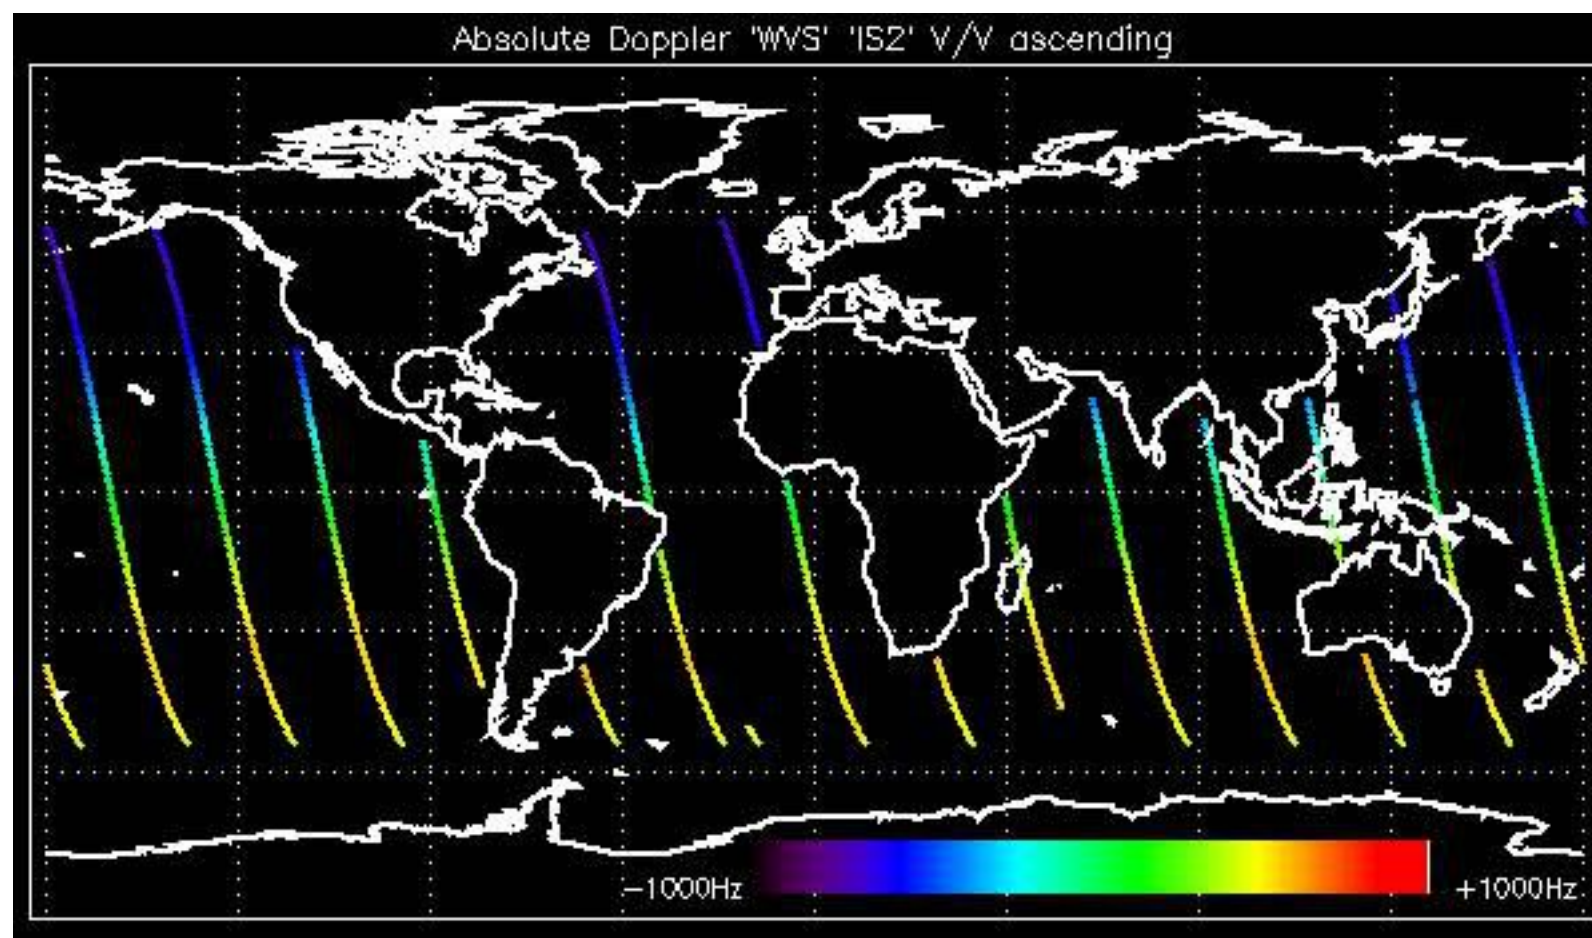 Absolute Doppler 'WVS' 'IS2' V/V ascending
-1000Hz
+1000Hz